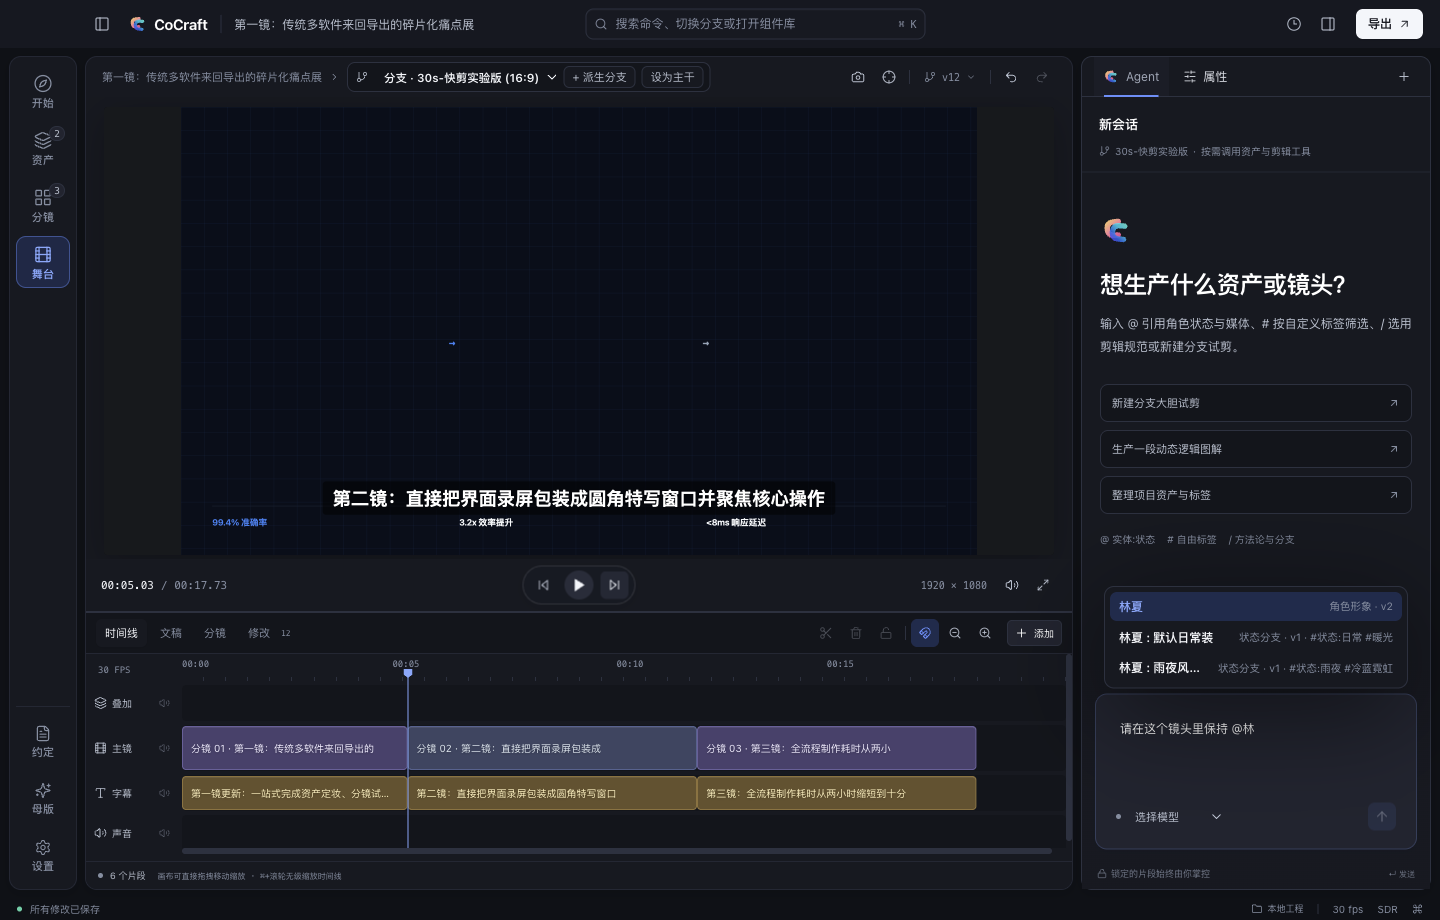 CoCraft
第一镜：传统多软件来回导出的碎片化痛点展
搜索命令、切换分支或打开组件库
⌘ K
导出
开始
资产
2
分镜
3
舞台
约定
母版
设置
第一镜：传统多软件来回导出的碎片化痛点展
分支 · 30s-快剪实验版 (16:9)
+ 派生分支
设为主干
v12
→
→
第二镜：直接把界面录屏包装成圆角特写窗口并聚焦核心操作
99.4% 准确率
3.2x 效率提升
<8ms 响应延迟
00:05.03 / 00:17.73
1920 × 1080
时间线
文稿
分镜
修改
12
添加
30 FPS
00:00
00:05
00:10
00:15
叠加
主镜
分镜 01 · 第一镜：传统多软件来回导出的
分镜 02 · 第二镜：直接把界面录屏包装成
分镜 03 · 第三镜：全流程制作耗时从两小
字幕
第一镜更新：一站式完成资产定妆、分镜试...
第二镜：直接把界面录屏包装成圆角特写窗口
第三镜：全流程制作耗时从两小时缩短到十分
声音
6 个片段
画布可直接拖拽移动缩放 · ⌘+滚轮无级缩放时间线
Agent
属性
新会话
30s-快剪实验版 · 按需调用资产与剪辑工具
想生产什么资产或镜头？
输入 @ 引用角色状态与媒体、# 按自定义标签筛选、/ 选用
剪辑规范或新建分支试剪。
新建分支大胆试剪
生产一段动态逻辑图解
整理项目资产与标签
@ 实体:状态
# 自由标签
/ 方法论与分支
林夏
角色形象 · v2
林夏 : 默认日常装
状态分支 · v1 · #状态:日常 #暖光
林夏 : 雨夜风...
状态分支 · v1 · #状态:雨夜 #冷蓝霓虹
请在这个镜头里保持 @林
选择模型
锁定的片段始终由你掌控
↵ 发送
所有修改已保存
本地工程
30 fps
SDR
⌘